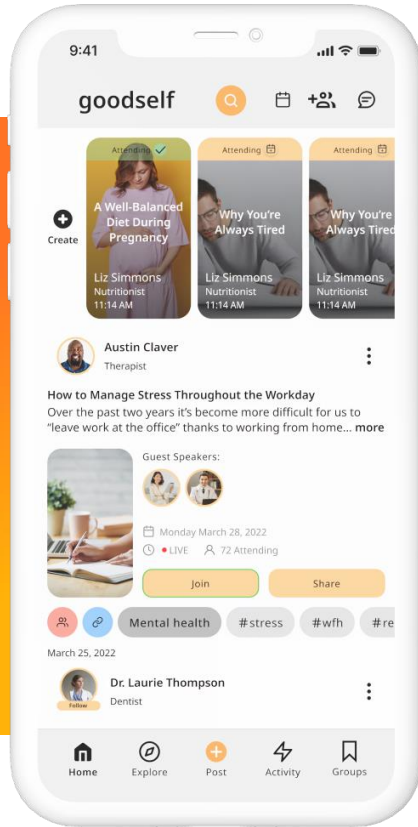 9:41
goodself
Create
Attending
A Well-Balanced
Diet During
Pregnancy
Liz Simmons
Nutritionist
11:14 AM
Attending
Why You're
Always Tired
Liz Simmons
Nutritionist
11:14 AM
Attending
Why You're
Always Tired
Liz Simmons
Nutritionist
11:14 AM
Austin Claver
Therapist
How to Manage Stress Throughout the Workday
Over the past two years it's become more difficult for us to
"leave work at the office" thanks to working from home... more
Guest Speakers:
Monday March 28, 2022
LIVE 72 Attending
Join Share
Mental health #stress #wfh #re
March 25, 2022
Dr. Laurie Thompson
Dentist
Follow
Home Explore Post Activity Groups